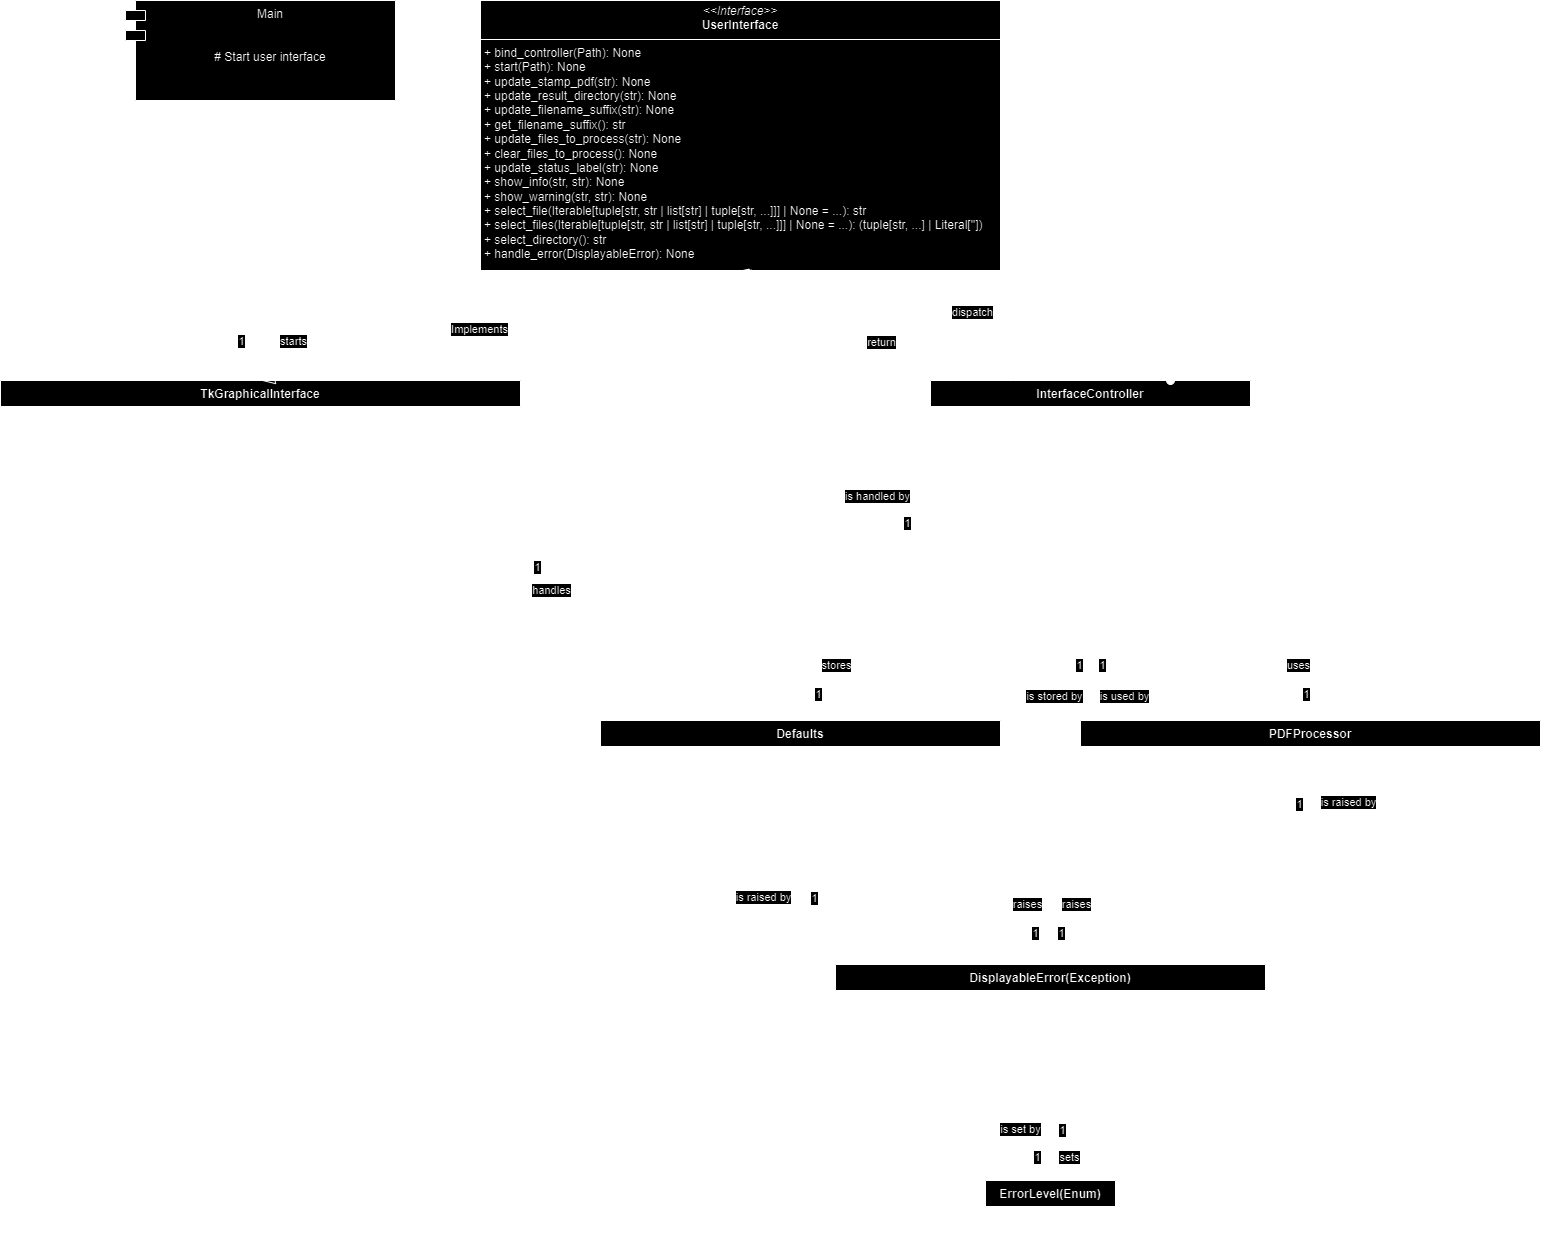 Main
# Start user interface
<<Interface>>
UserInterface
+ bind_controller(Path): None
+ start(Path): None
+ update_stamp_pdf(str): None
+ update_result_directory(str): None
+ update_filename_suffix(str): None
+ get_filename_suffix(): str
+ update_files_to_process(str): None
+ clear_files_to_process(): None
+ update_status_label(str): None
+ show_info(str, str): None
+ show_warning(str, str): None
+ select_file(Iterable[tuple[str, str | list[str] | tuple[str, ...]]] | None = ...): str
+ select_files(Iterable[tuple[str, str | list[str] | tuple[str, ...]]] | None = ...): (tuple[str, ...] | Literal[''])
+ select_directory(): str
+ handle_error(DisplayableError): None
dispatch
Implements
1
starts
return
TkGraphicalInterface
InterfaceController
is handled by
1
1
handles
stores
1
1
uses
1
1
is stored by
is used by
Defaults
PDFProcessor
1
is raised by
is raised by
1
raises
raises
1
1
DisplayableError(Exception)
is set by
1
1
sets
ErrorLevel(Enum)